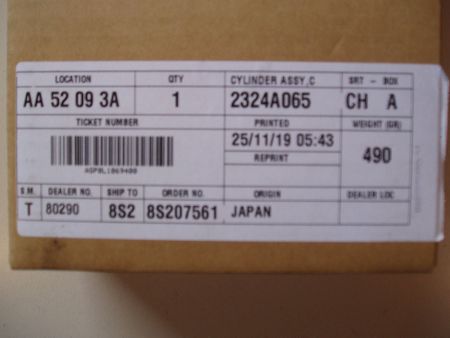 LOCATION QTY CYLINDER ASSY,C SRT - BOX
AA 52 09 3A 1 2324A065 CH A
TICKET NUMBER PRINTED WEIGHT (GR)
25/11/19 05:43
REPRINT 490
S.M. DEALER NO. SHIP TO ORDER NO. ORIGIN DEALER LOC
T 80290 8S2 8S207561 JAPAN